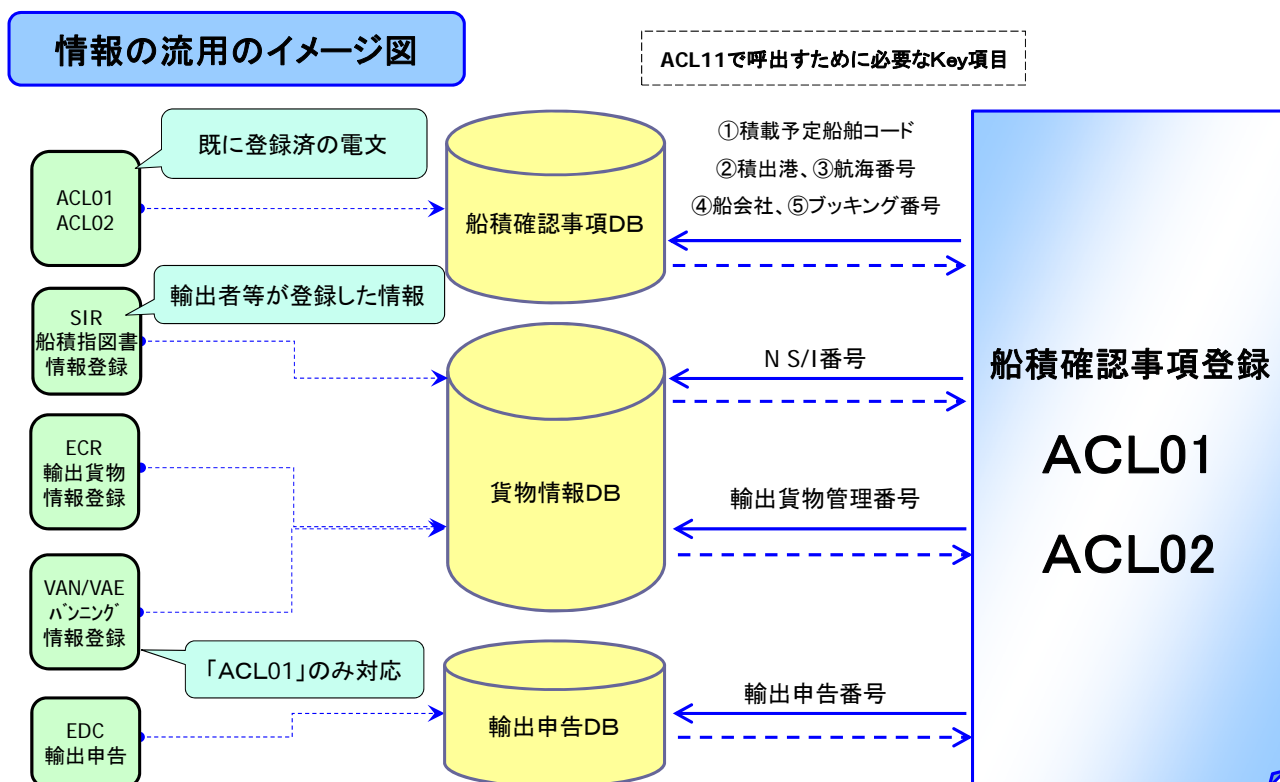 情報の流用のイメージ図
ACL11で呼出すために必要なKey項目
既に登録済の電文
ACL01
ACL02
船積確認事項DB
①積載予定船舶コード
②積出港、③航海番号
④船会社、⑤ブッキング番号
輸出者等が登録した情報
SIR
船積指図書
情報登録
N S/I番号
船積確認事項登録
ACL01
ACL02
ECR
輸出貨物
情報登録
貨物情報DB
輸出貨物管理番号
VAN/VAE
バンニング
情報登録
「ACL01」のみ対応
輸出申告番号
EDC
輸出申告
輸出申告DB